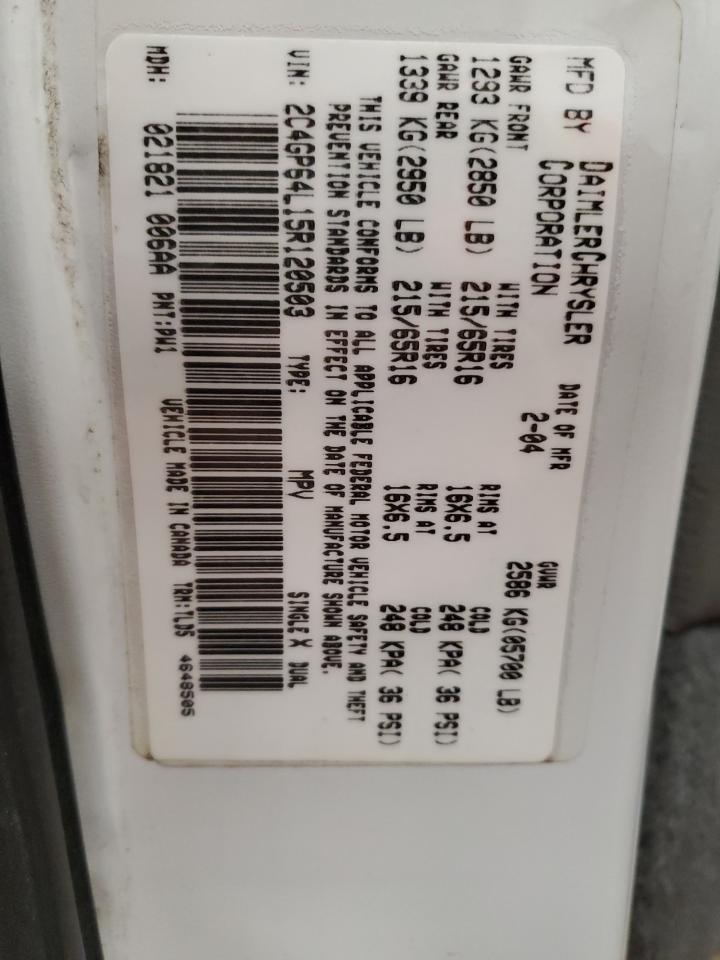 MFD BY DAIMLERCHRYSLER CORPORATION
DATE OF MFR 2-04
GVWR 2586 KG(05700 LB)
GAWR FRONT WITH TIRES RIMS AT COLD
1293 KG(2850 LB) 215/65R16 16X6.5 248 KPA( 36 PSI)
GAWR REAR WITH TIRES RIMS AT COLD
1339 KG(2950 LB) 215/65R16 16X6.5 248 KPA( 36 PSI)
THIS VEHICLE CONFORMS TO ALL APPLICABLE FEDERAL MOTOR VEHICLE SAFETY AND THEFT
PREVENTION STANDARDS IN EFFECT ON THE DATE OF MANUFACTURE SHOWN ABOVE.
VIN: 2C4GP64L15R120503 TYPE: MPV SINGLE X DUAL
MDH: 021821 006AA PNT:PW1 VEHICLE MADE IN CANADA TRM:TLDS 4648505